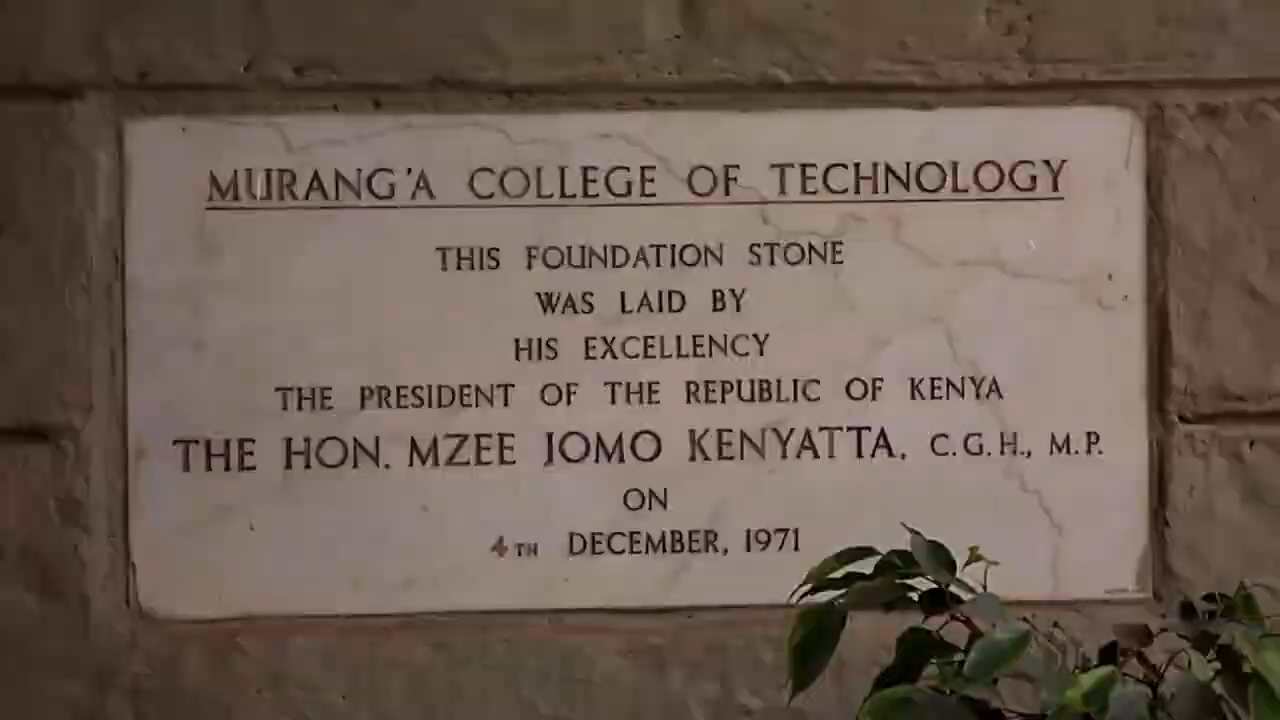 MURANG'A COLLEGE OF TECHNOLOGY
THIS FOUNDATION STONE
WAS LAID BY
HIS EXCELLENCY
THE PRESIDENT OF THE REPUBLIC OF KENYA
THE HON. MZEE JOMO KENYATTA. C.G.H., M.P.
ON
4TH DECEMBER, 1971